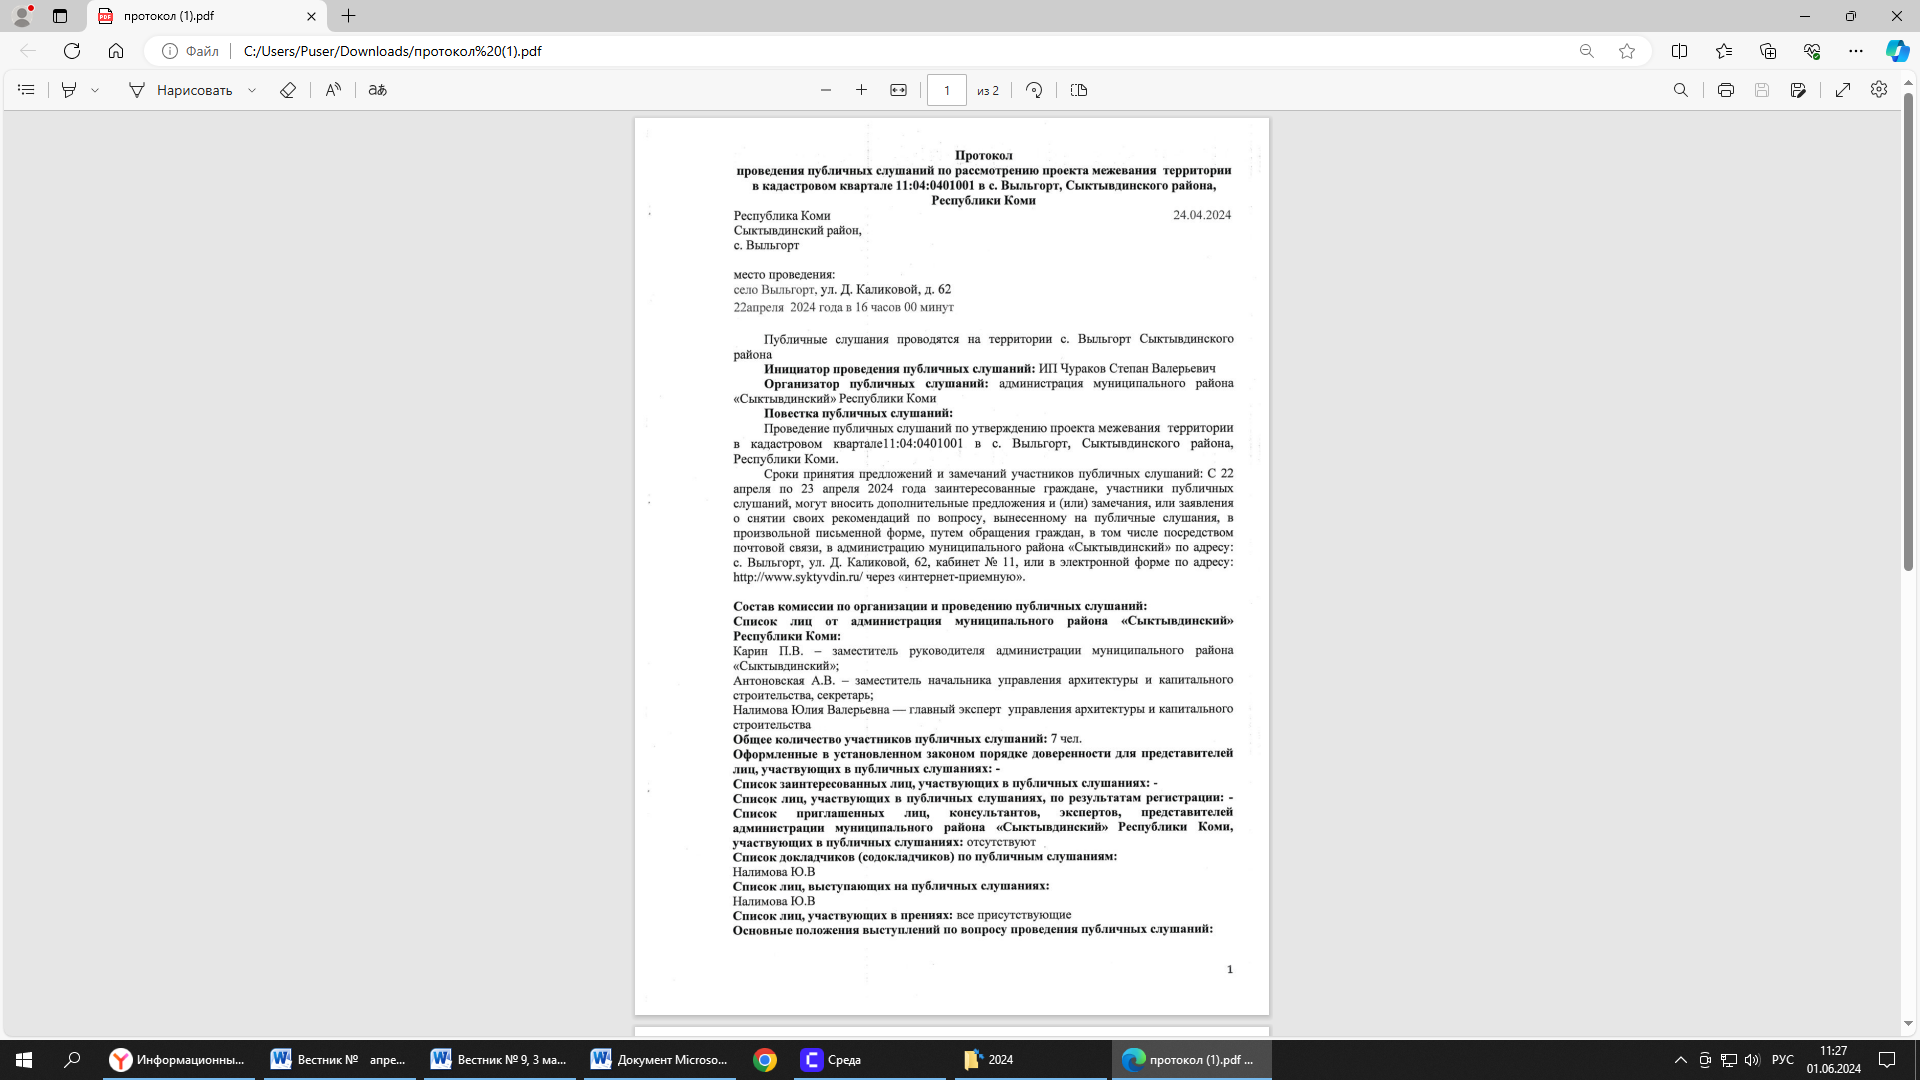 протокол (1).pdf
Файл
C:/Users/Puser/Downloads/протокол%20(1).pdf
Нарисовать
1
из 2
Протокол
проведения публичных слушаний по рассмотрению проекта межевания территории
в кадастровом квартале 11:04:0401001 в с. Выльгорт, Сыктывдинского района,
Республики Коми
Республика Коми 24.04.2024
Сыктывдинский район,
с. Выльгорт
место проведения:
село Выльгорт, ул. Д. Каликовой, д. 62
22апреля 2024 года в 16 часов 00 минут
Публичные слушания проводятся на территории с. Выльгорт Сыктывдинского
района
Инициатор проведения публичных слушаний: ИП Чураков Степан Валерьевич
Организатор публичных слушаний: администрация муниципального района
«Сыктывдинский» Республики Коми
Повестка публичных слушаний:
Проведение публичных слушаний по утверждению проекта межевания территории
в кадастровом квартале11:04:0401001 в с. Выльгорт, Сыктывдинского района,
Республики Коми.
Сроки принятия предложений и замечаний участников публичных слушаний: С 22
апреля по 23 апреля 2024 года заинтересованные граждане, участники публичных
слушаний, могут вносить дополнительные предложения и (или) замечания, или заявления
о снятии своих рекомендаций по вопросу, вынесенному на публичные слушания, в
произвольной письменной форме, путем обращения граждан, в том числе посредством
почтовой связи, в администрацию муниципального района «Сыктывдинский» по адресу:
с. Выльгорт, ул. Д. Каликовой, 62, кабинет № 11, или в электронной форме по адресу:
http://www.syktyvdin.ru/ через «интернет-приемную».
Состав комиссии по организации и проведению публичных слушаний:
Список лиц от администрация муниципального района «Сыктывдинский»
Республики Коми:
Карин П.В. – заместитель руководителя администрации муниципального района
«Сыктывдинский»;
Антоновская А.В. – заместитель начальника управления архитектуры и капитального
строительства, секретарь;
Налимова Юлия Валерьевна — главный эксперт управления архитектуры и капитального
строительства
Общее количество участников публичных слушаний: 7 чел.
Оформленные в установленном законом порядке доверенности для представителей
лиц, участвующих в публичных слушаниях: -
Список заинтересованных лиц, участвующих в публичных слушаниях: -
Список лиц, участвующих в публичных слушаниях, по результатам регистрации: -
Список приглашенных лиц, консультантов, экспертов, представителей
администрации муниципального района «Сыктывдинский» Республики Коми,
участвующих в публичных слушаниях: отсутствуют
Список докладчиков (содокладчиков) по публичным слушаниям:
Налимова Ю.В
Список лиц, выступающих на публичных слушаниях:
Налимова Ю.В
Список лиц, участвующих в прениях: все присутствующие
Основные положения выступлений по вопросу проведения публичных слушаний:
1
Информационны...
Вестник № апре...
Вестник № 9, 3 ма...
Документ Microso...
Среда
2024
протокол (1).pdf ...
РУС
11:27
01.06.2024